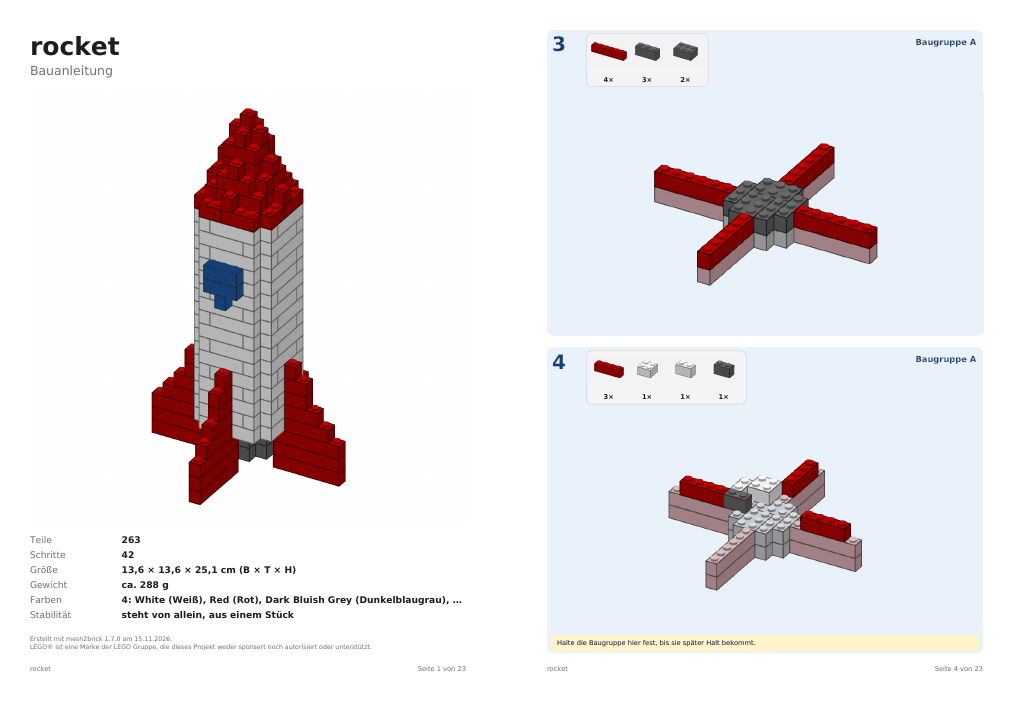 rocket
Bauanleitung
Teile 263
Schritte 42
Größe 13,6 × 13,6 × 25,1 cm (B × T × H)
Gewicht ca. 288 g
Farben 4: White (Weiß), Red (Rot), Dark Bluish Grey (Dunkelblaugrau), ...
Stabilität steht von allein, aus einem Stück
Erstellt mit mesh2brick 1.7.0 am 15.11.2026.
LEGO® ist eine Marke der LEGO Gruppe, die dieses Projekt weder sponsert noch autorisiert oder unterstützt.
rocket Seite 1 von 23
3 Baugruppe A
4× 3× 2×
4 Baugruppe A
3× 1× 1× 1×
Halte die Baugruppe hier fest, bis sie später Halt bekommt.
rocket Seite 4 von 23